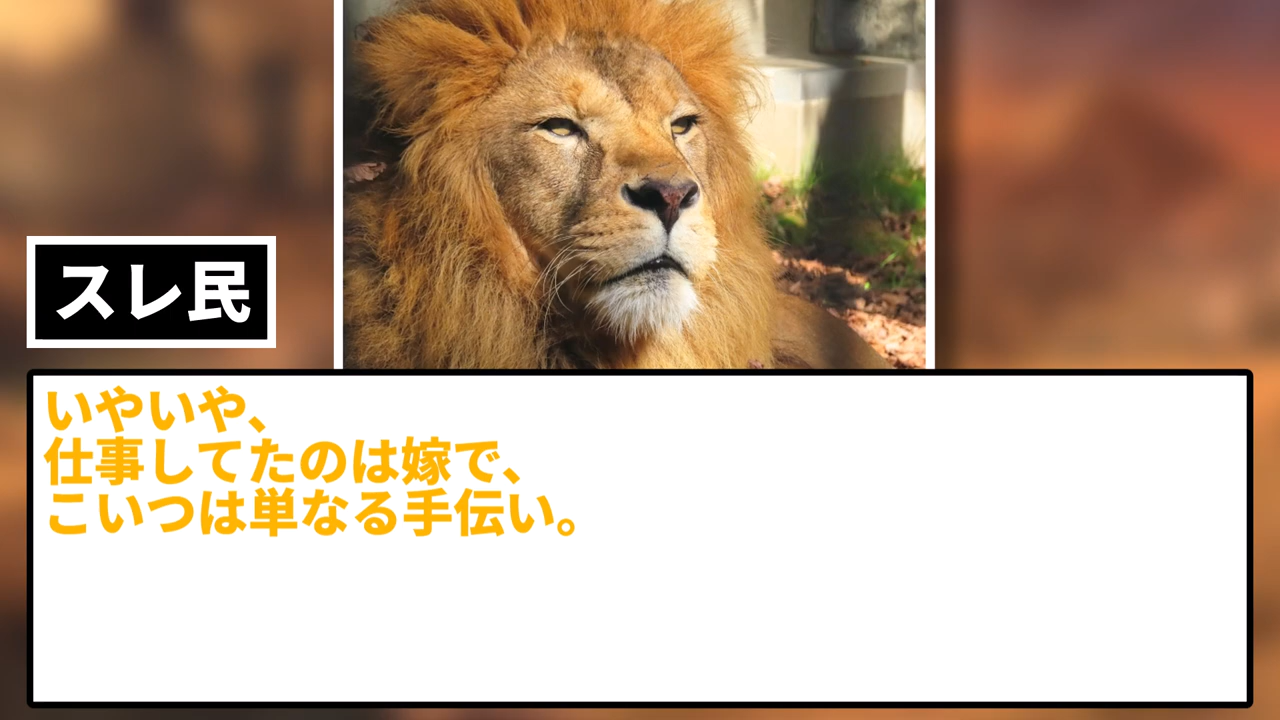 スレ民
いやいや、
仕事してたのは嫁で、
こいつは単なる手伝い。